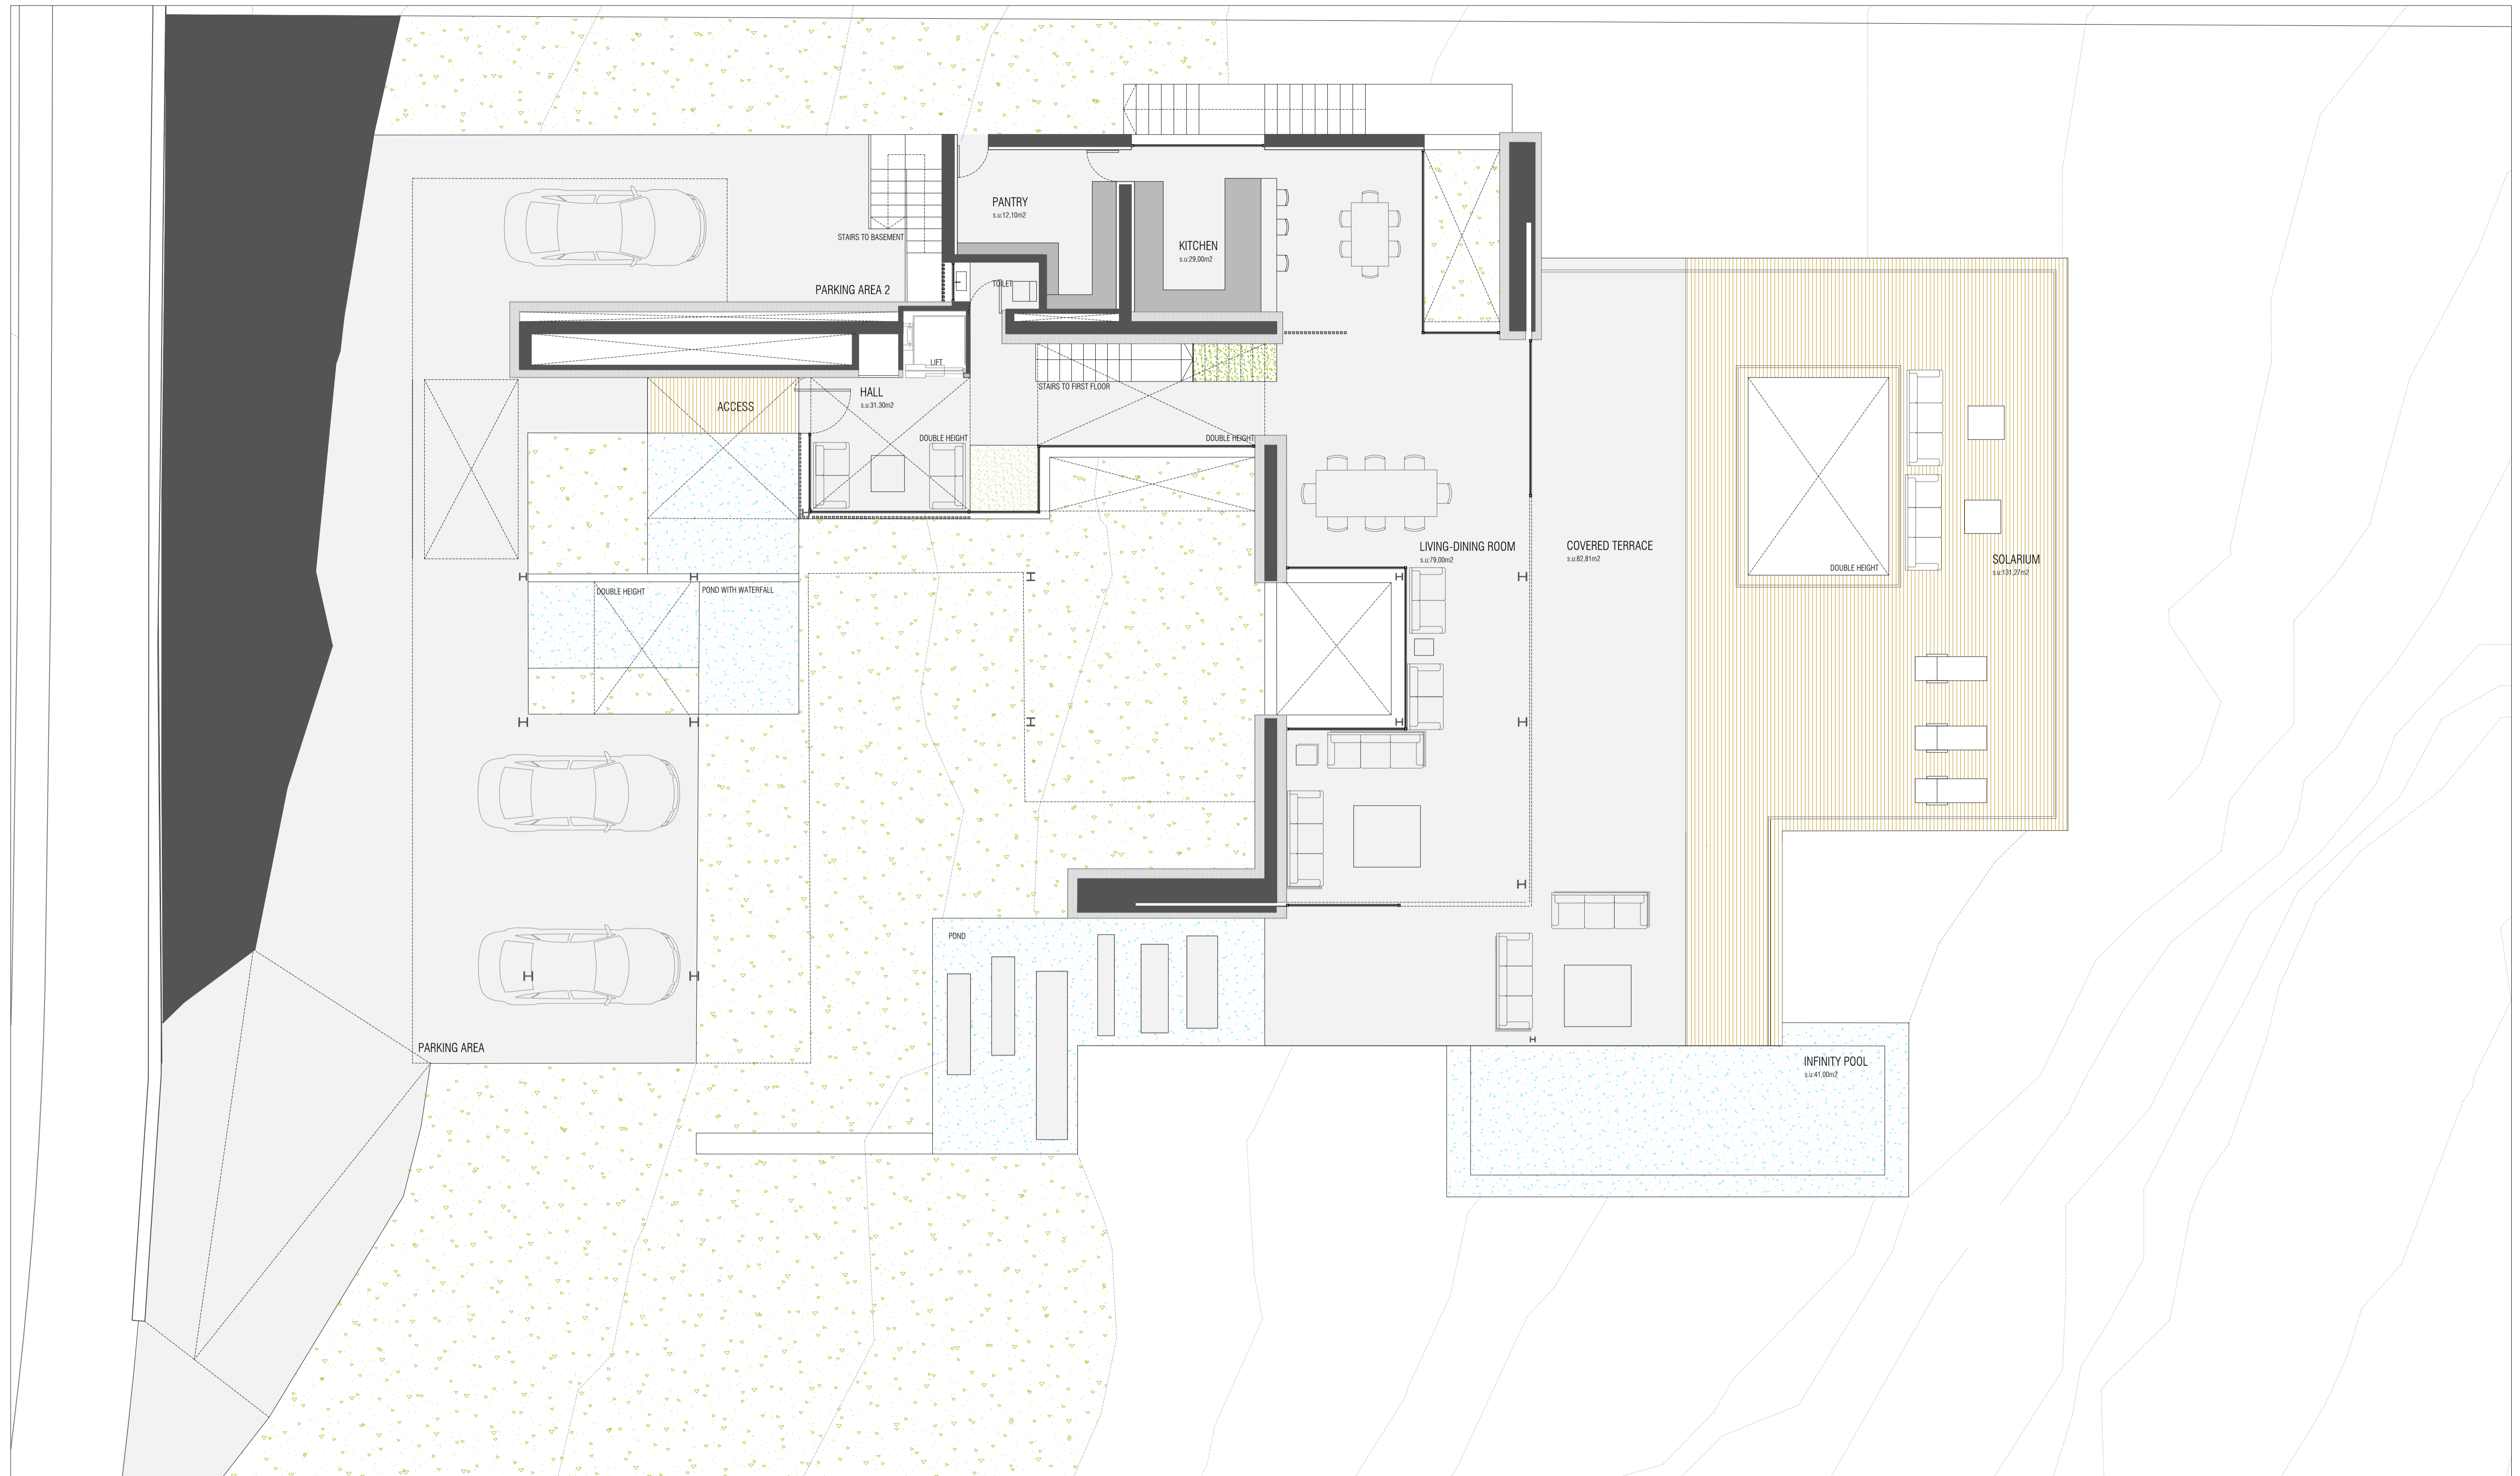 PANTRY
s.u:12,10m2
KITCHEN
s.u:29,00m2
STAIRS TO BASEMENT
PARKING AREA 2
TOILET
LIFT
STAIRS TO FIRST FLOOR
HALL
s.u:31,30m2
ACCESS
DOUBLE HEIGHT
DOUBLE HEIGHT
LIVING-DINING ROOM
s.u:79,00m2
COVERED TERRACE
s.u:82,81m2
SOLARIUM
s.u:131,27m2
DOUBLE HEIGHT
DOUBLE HEIGHT
POND WITH WATERFALL
POND
PARKING AREA
INFINITY POOL
s.u:41,00m2